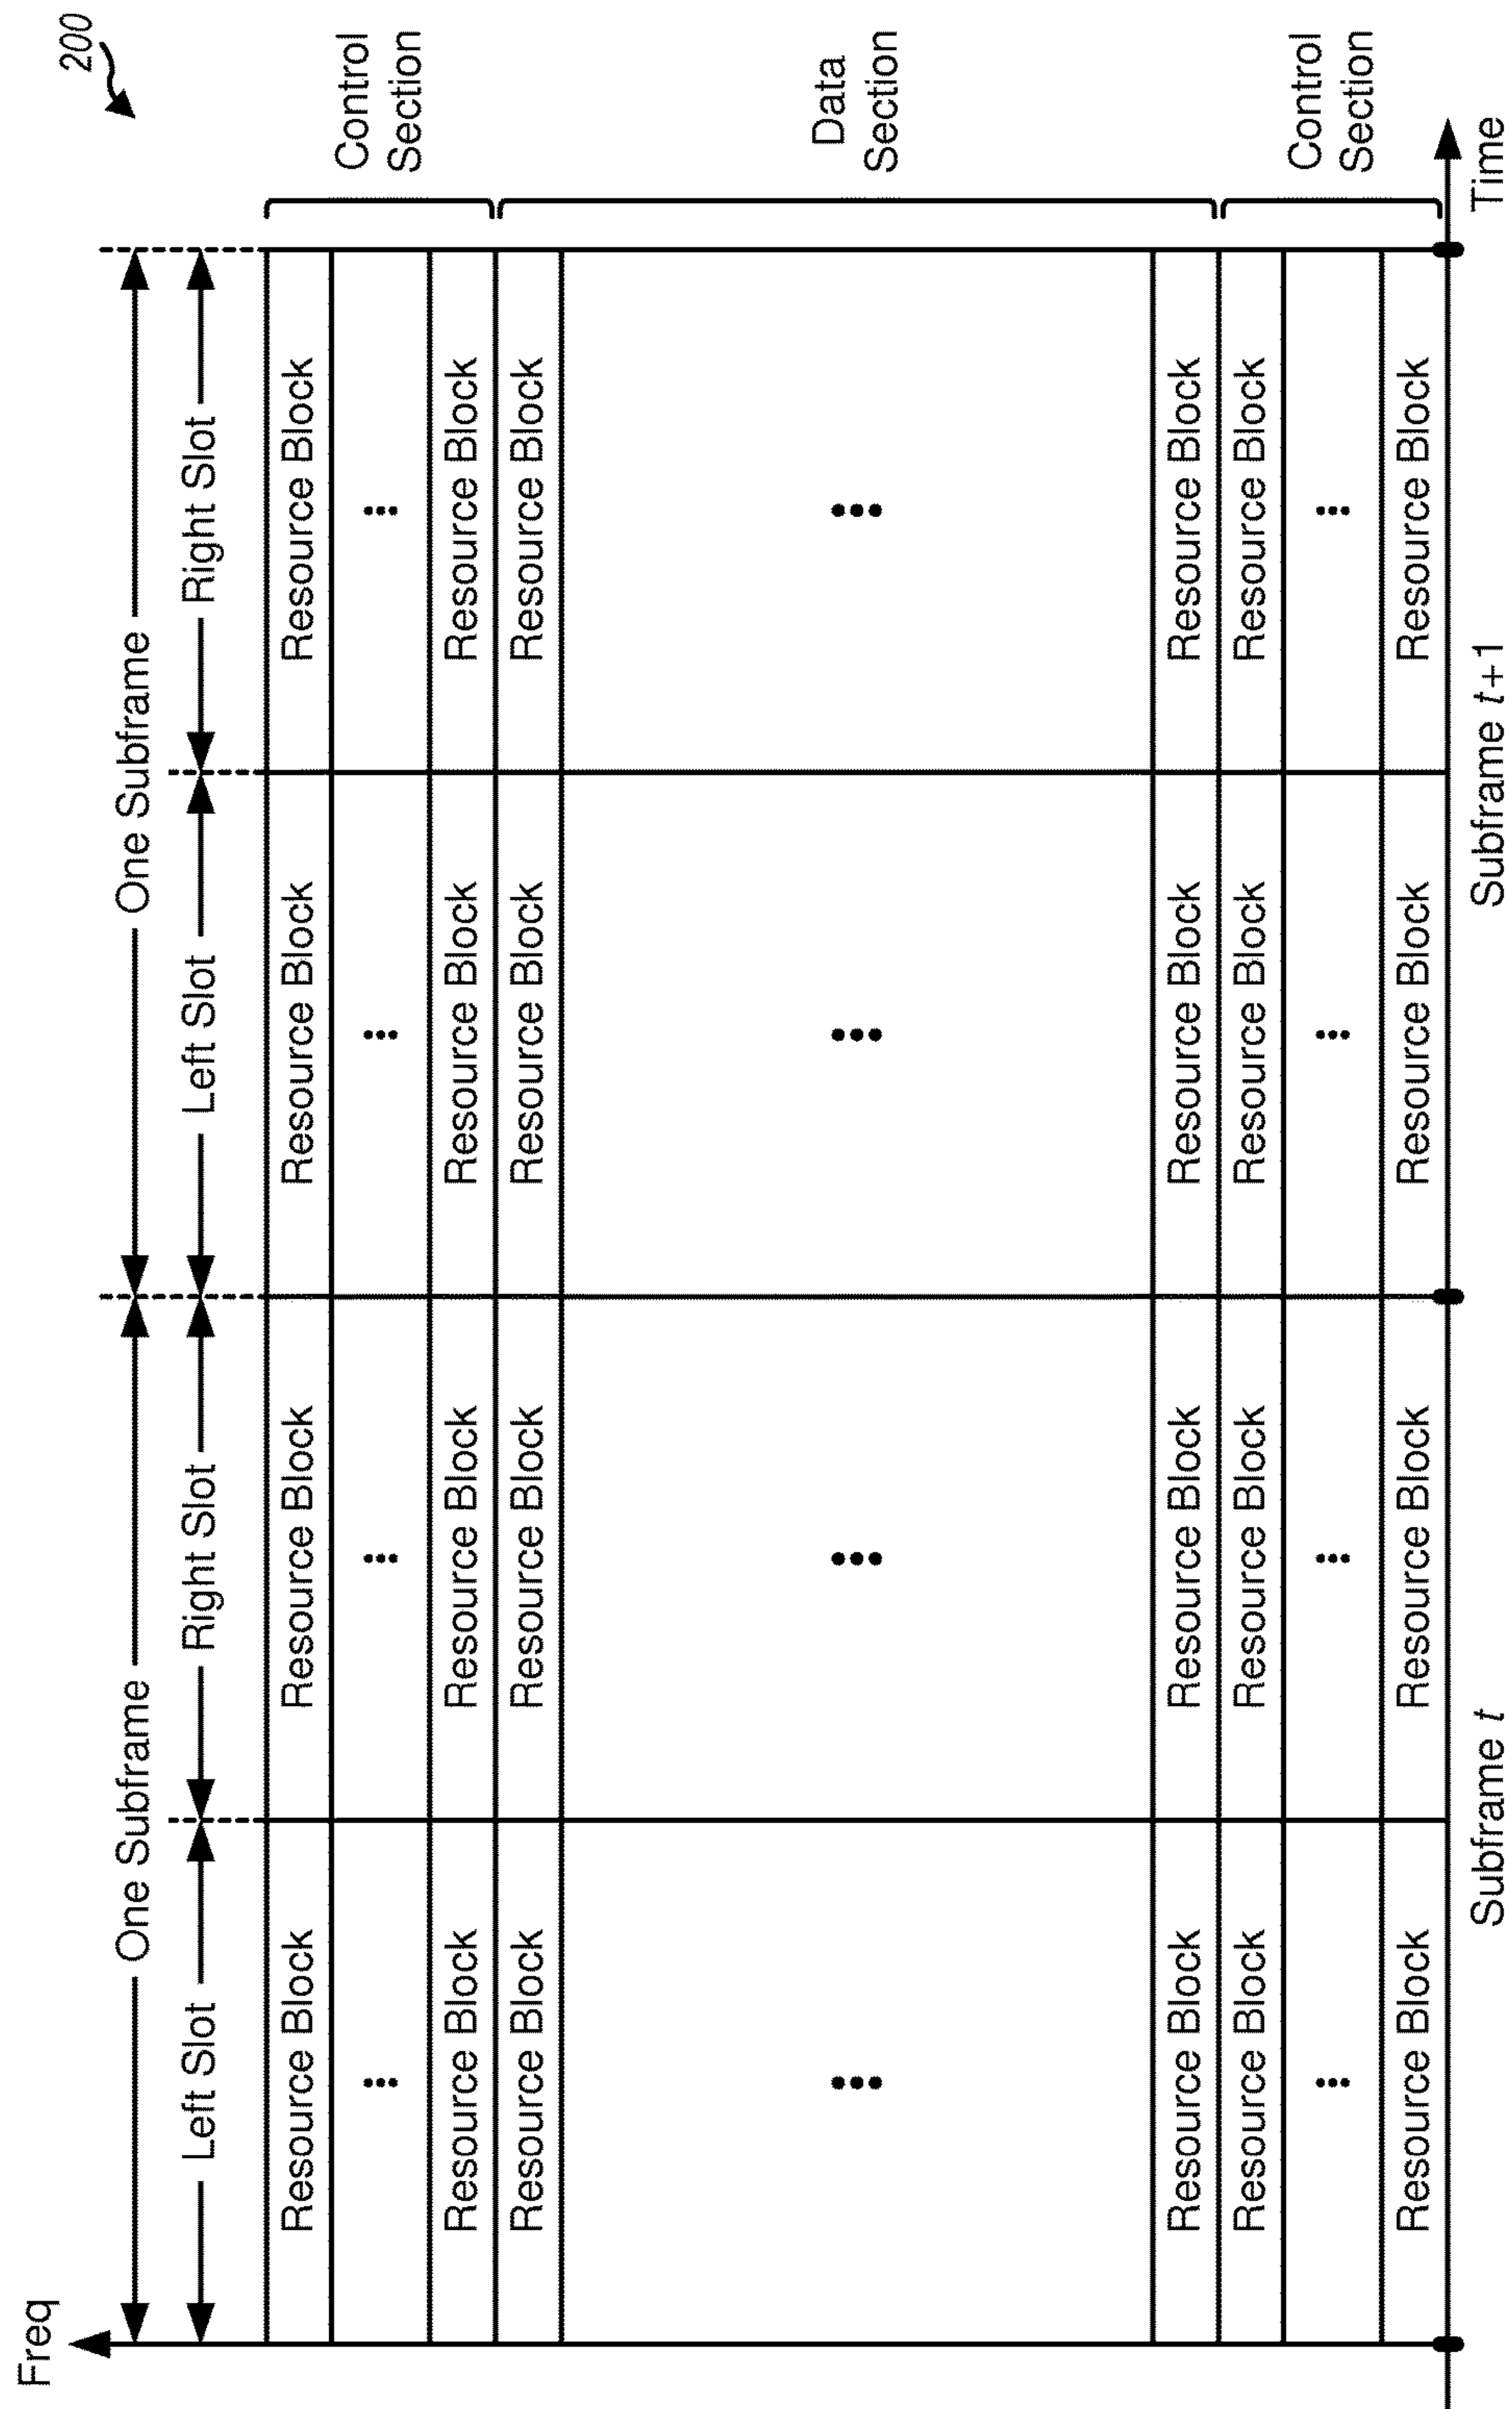 200
Freq
One Subframe
One Subframe
Left Slot
Right Slot
Left Slot
Right Slot
Resource Block
Resource Block
Resource Block
Resource Block
Control
Section
Resource Block
Resource Block
Resource Block
Resource Block
Resource Block
Resource Block
Resource Block
Resource Block
Data
Section
Resource Block
Resource Block
Resource Block
Resource Block
Resource Block
Resource Block
Resource Block
Resource Block
Control
Section
Resource Block
Resource Block
Resource Block
Resource Block
Time
Subframe t
Subframe t+1